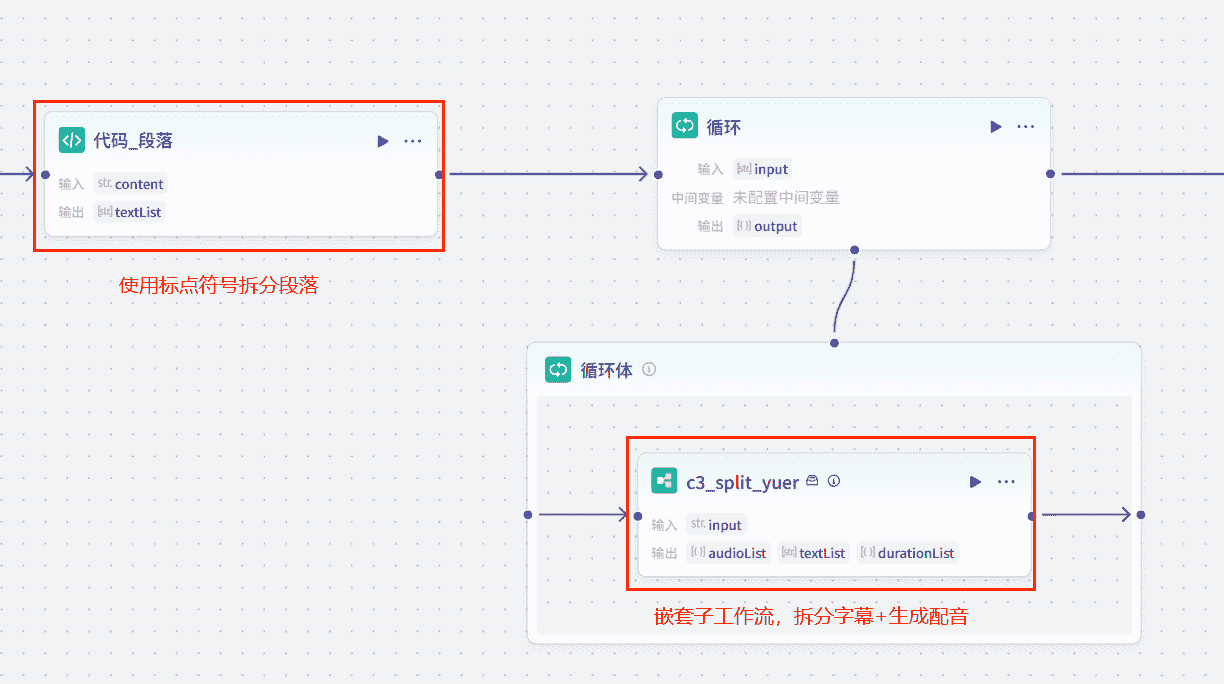 代码_段落
输入 str. content
输出 [str] textList
使用标点符号拆分段落
循环
输入 [str] input
中间变量 未配置中间变量
输出 [()] output
循环体
c3_split_yuer
输入 str. input
输出 [()] audioList [str] textList [()] durationList
嵌套子工作流，拆分字幕+生成配音